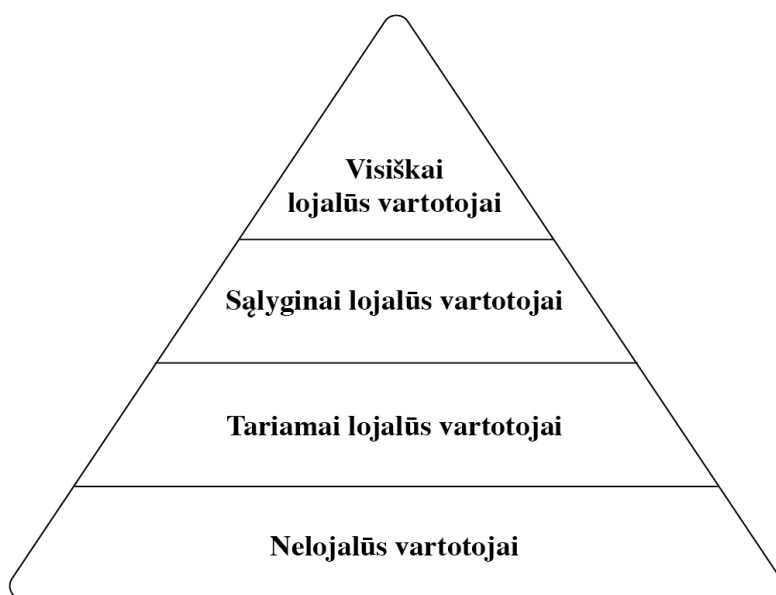 Visiškai
lojalūs vartotojai
Sąlyginai lojalūs vartotojai
Tariamai lojalūs vartotojai
Nelojalūs vartotojai